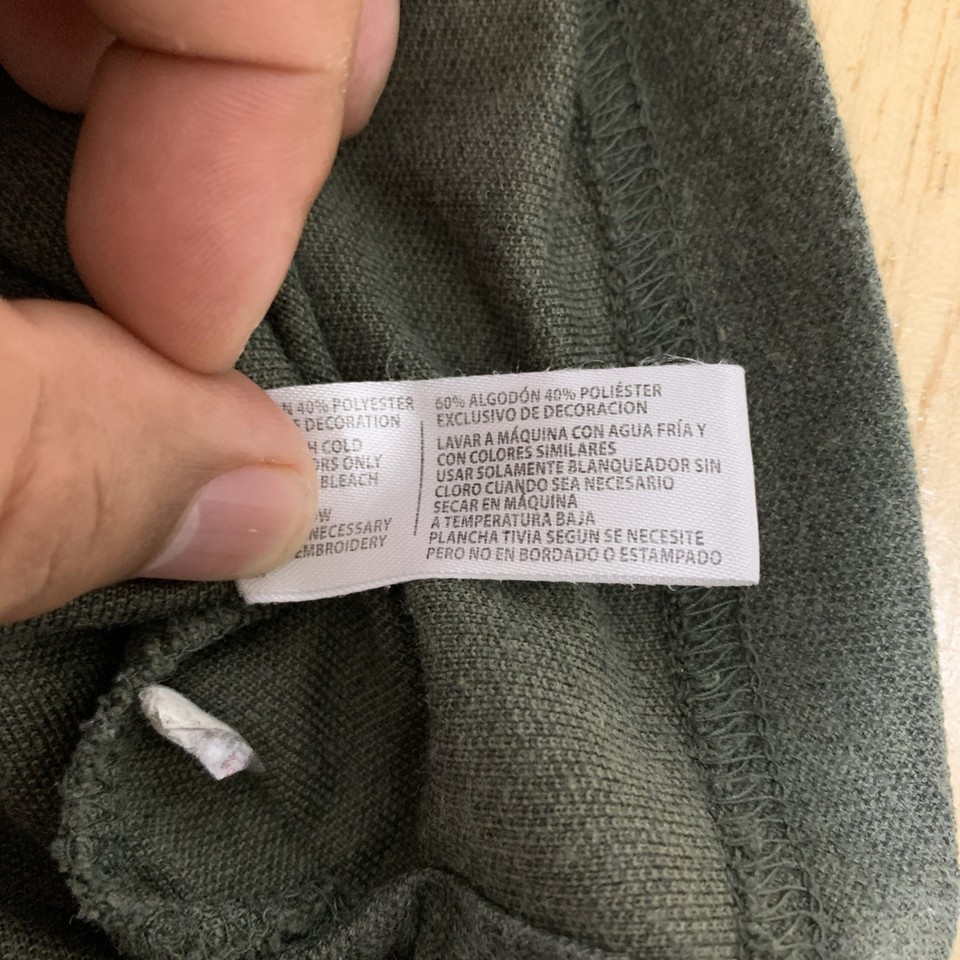 40% POLYESTER
DECORATION
COLD
ONLY
BLEACH
NECESSARY
EMBROIDERY
60% ALGODÓN 40% POLIÉSTER
EXCLUSIVO DE DECORACION
LAVAR A MÁQUINA CON AGUA FRÍA Y
CON COLORES SIMILARES
USAR SOLAMENTE BLANQUEADOR SIN
CLORO CUANDO SEA NECESARIO
SECAR EN MÁQUINA
A TEMPERATURA BAJA
PLANCHA TIVIA SEGUN SE NECESITE
PERO NO EN BORDADO O ESTAMPADO